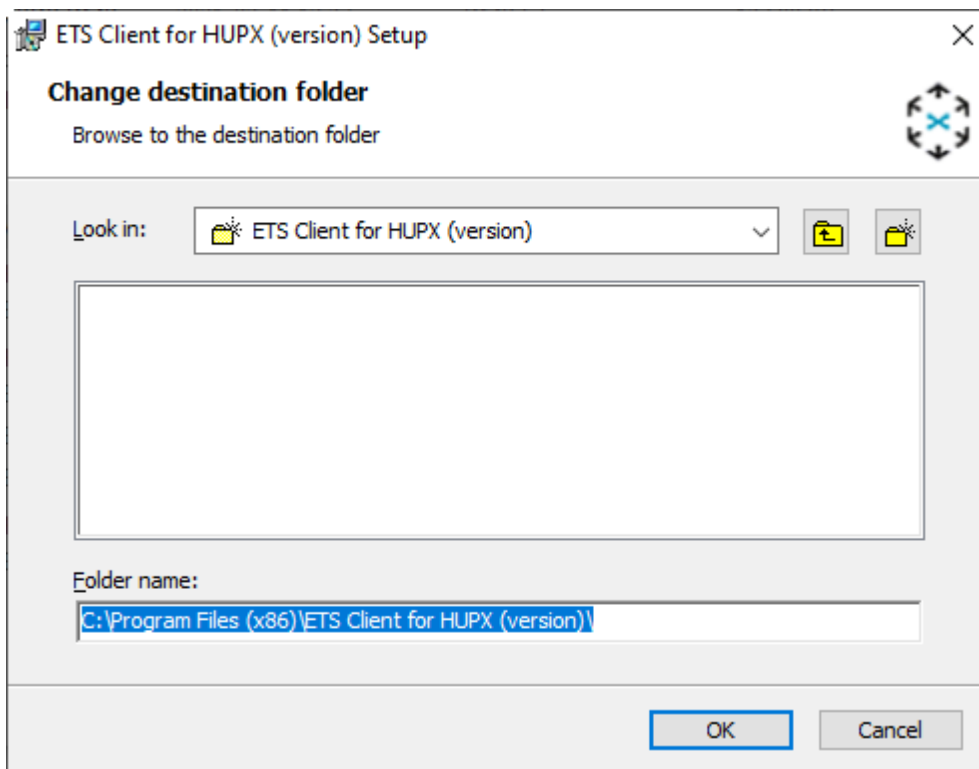 ETS Client for HUPX (version) Setup
Change destination folder
Browse to the destination folder
Look in:
ETS Client for HUPX (version)
Folder name:
C:\Program Files (x86)\ETS Client for HUPX (version)\
OK
Cancel